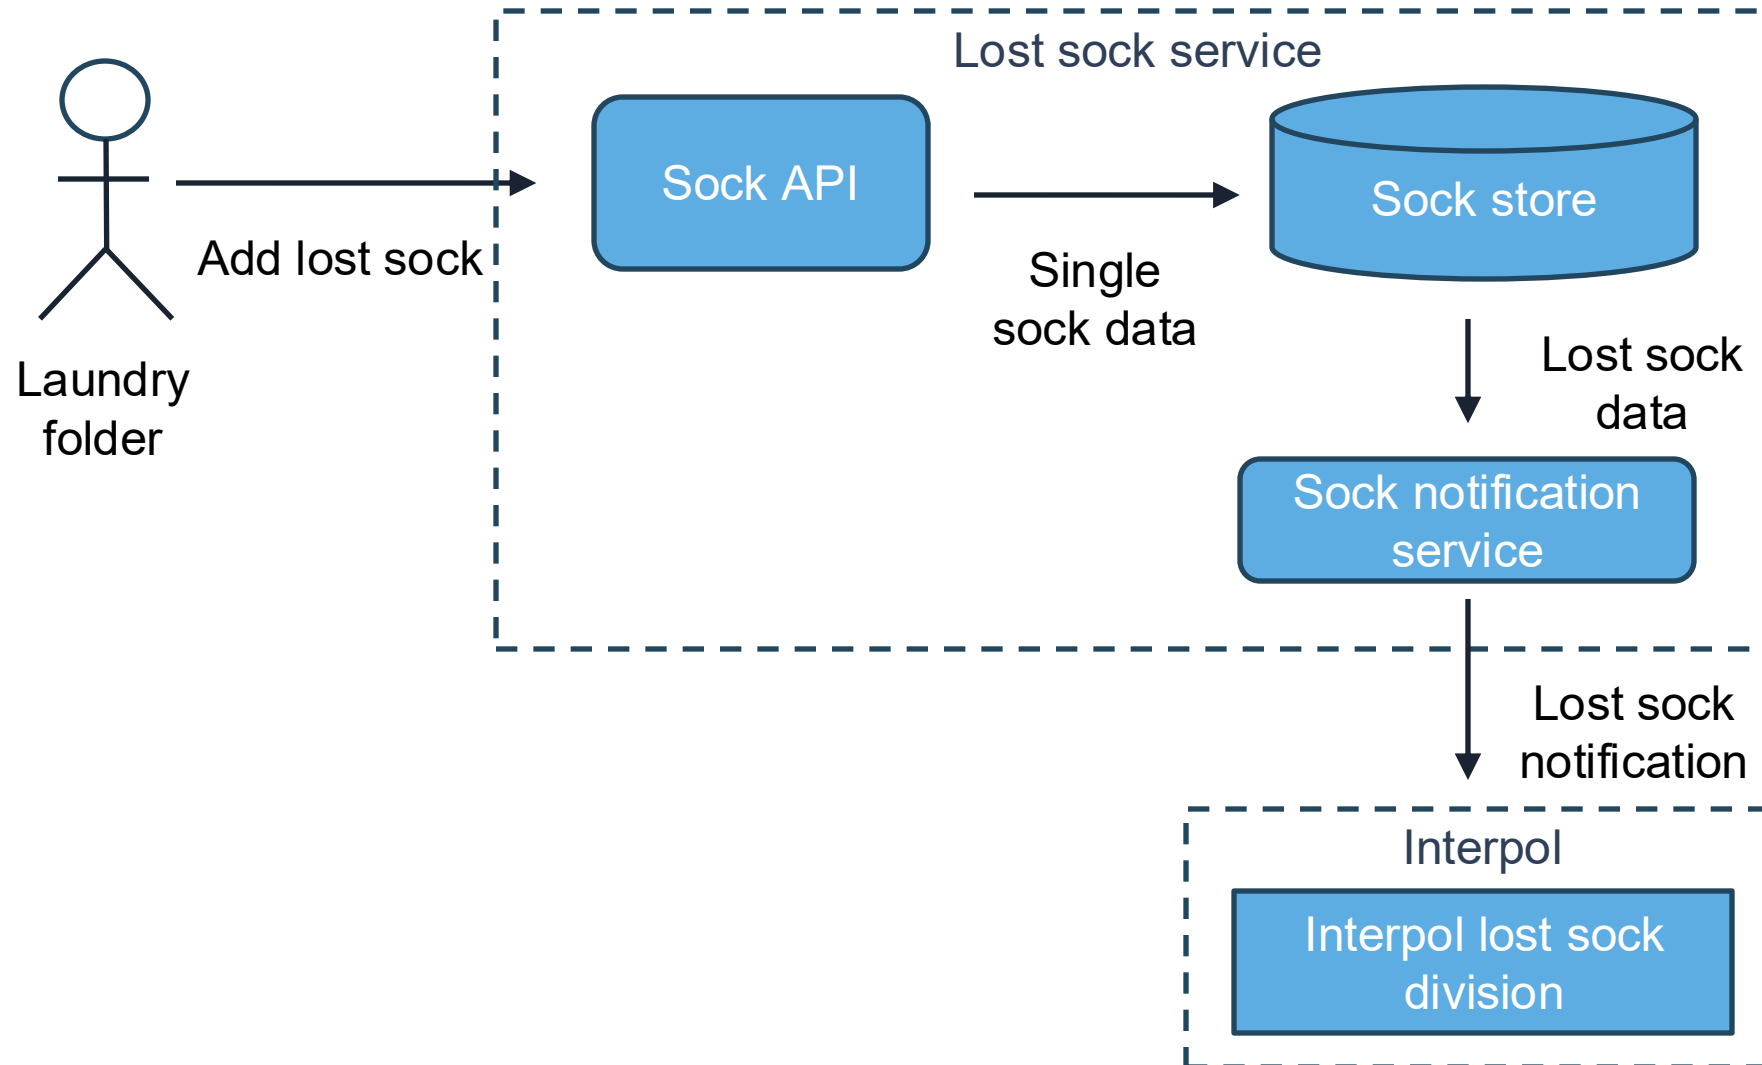 Lost sock service
Sock API
Sock store
Add lost sock
Single
sock data
Laundry
folder
Lost sock
data
Sock notification
service
Lost sock
notification
Interpol
Interpol lost sock
division